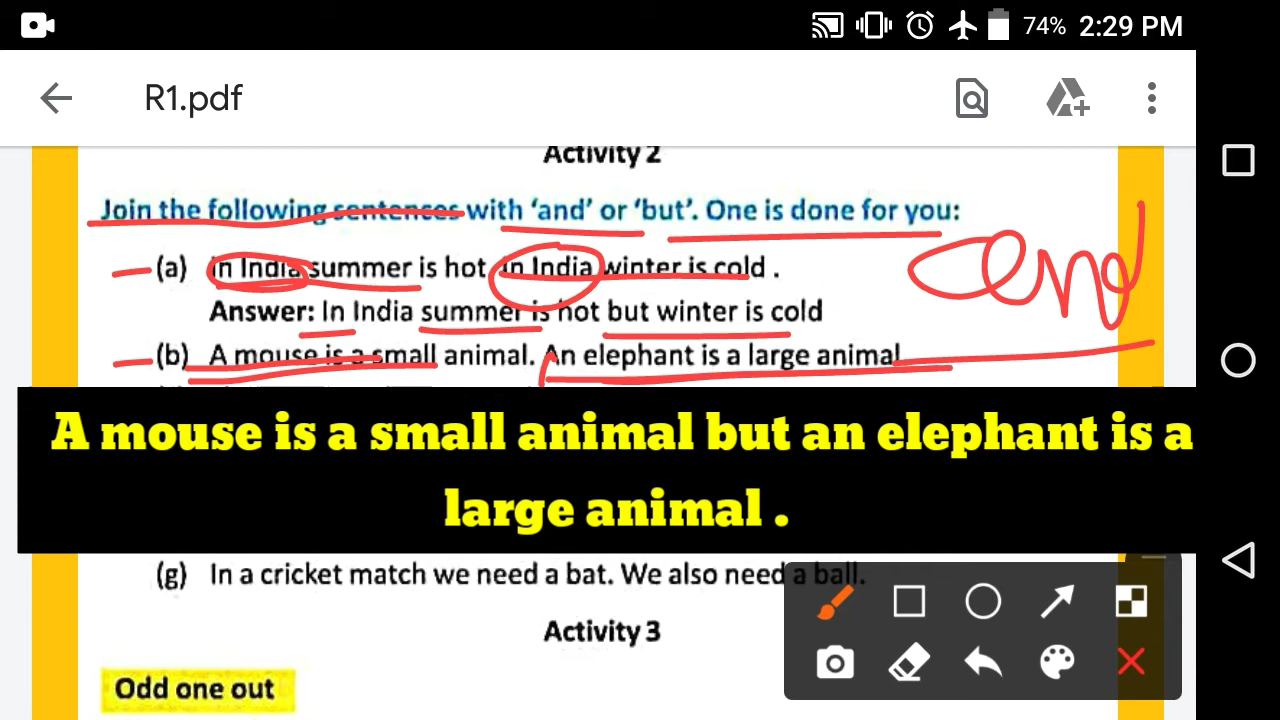 74% 2:29 PM
R1.pdf
Activity 2
Join the following sentences with ‘and’ or ‘but’. One is done for you:
(a) In India summer is hot. In India winter is cold .
and
Answer: In India summer is hot but winter is cold
(b) A mouse is a small animal. An elephant is a large animal
A mouse is a small animal but an elephant is a
large animal .
(g) In a cricket match we need a bat. We also need a ball.
Activity 3
Odd one out